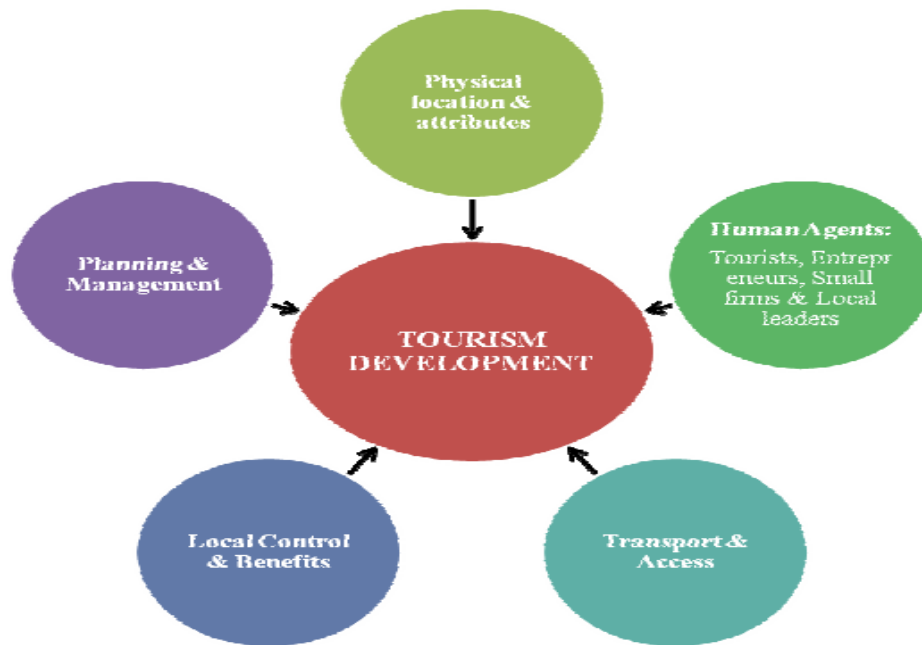 Physical
location &
attributes
Human Agents:
Tourists, Entrepr
eneurs, Small
firms & Local
leaders
Planning &
Management
TOURISM
DEVELOPMENT
Local Control
& Benefits
Transport &
Access